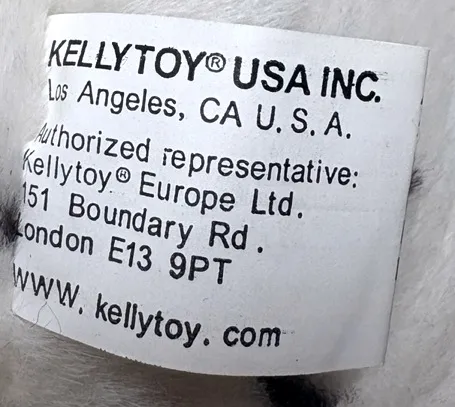 KELLYTOY® USA INC.
Los Angeles, CA U.S.A.
Authorized representative:
Kellytoy® Europe Ltd.
151 Boundary Rd.
London E13 9PT
www.kellytoy.com